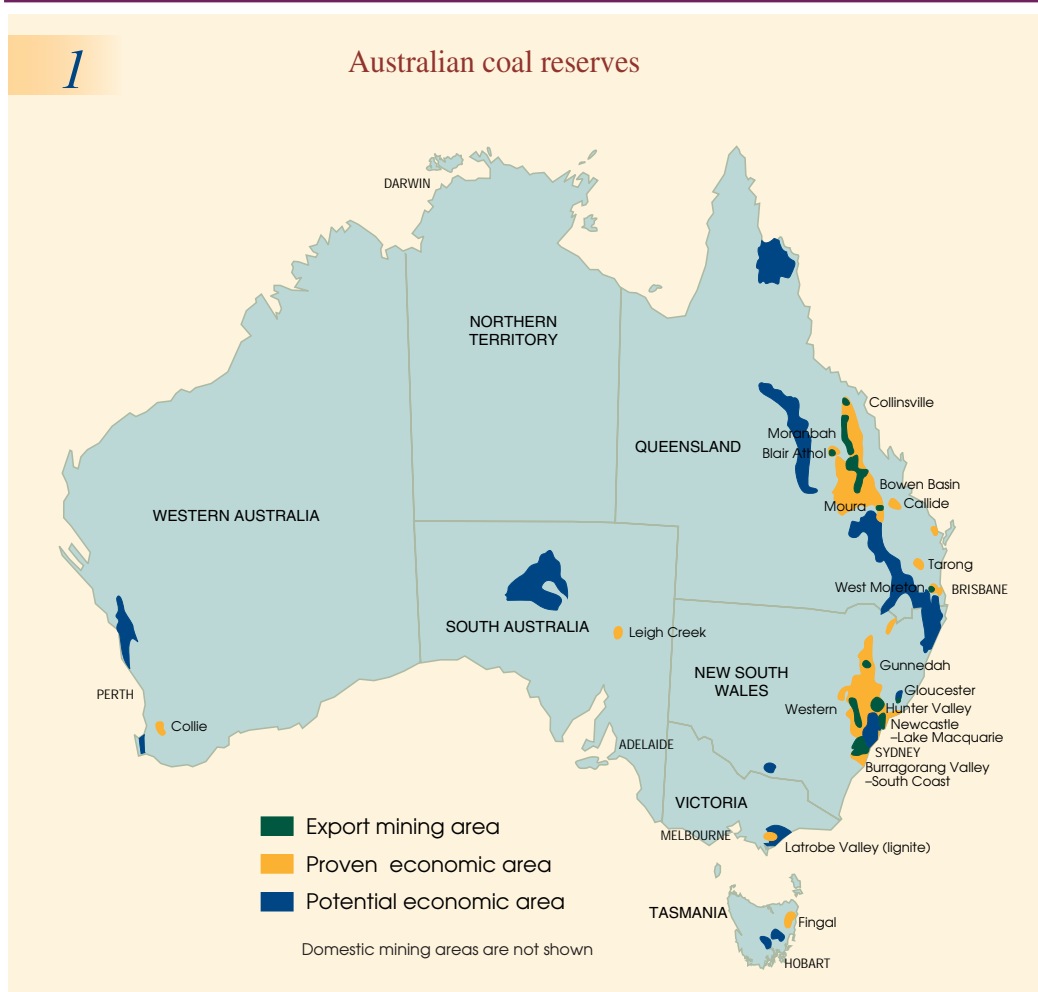 1
Australian coal reserves
DARWIN
NORTHERN
TERRITORY
Collinsville
Moranbah
QUEENSLAND
Blair Athol
Bowen Basin
Moura
Callide
WESTERN AUSTRALIA
Tarong
West Moreton
BRISBANE
SOUTH AUSTRALIA
Leigh Creek
Gunnedah
NEW SOUTH
WALES
Gloucester
PERTH
Western
Hunter Valley
Collie
Newcastle
–Lake Macquarie
ADELAIDE
SYDNEY
Burragorang Valley
–South Coast
VICTORIA
Export mining area
MELBOURNE
Latrobe Valley (lignite)
Proven economic area
Potential economic area
TASMANIA
Fingal
Domestic mining areas are not shown
HOBART